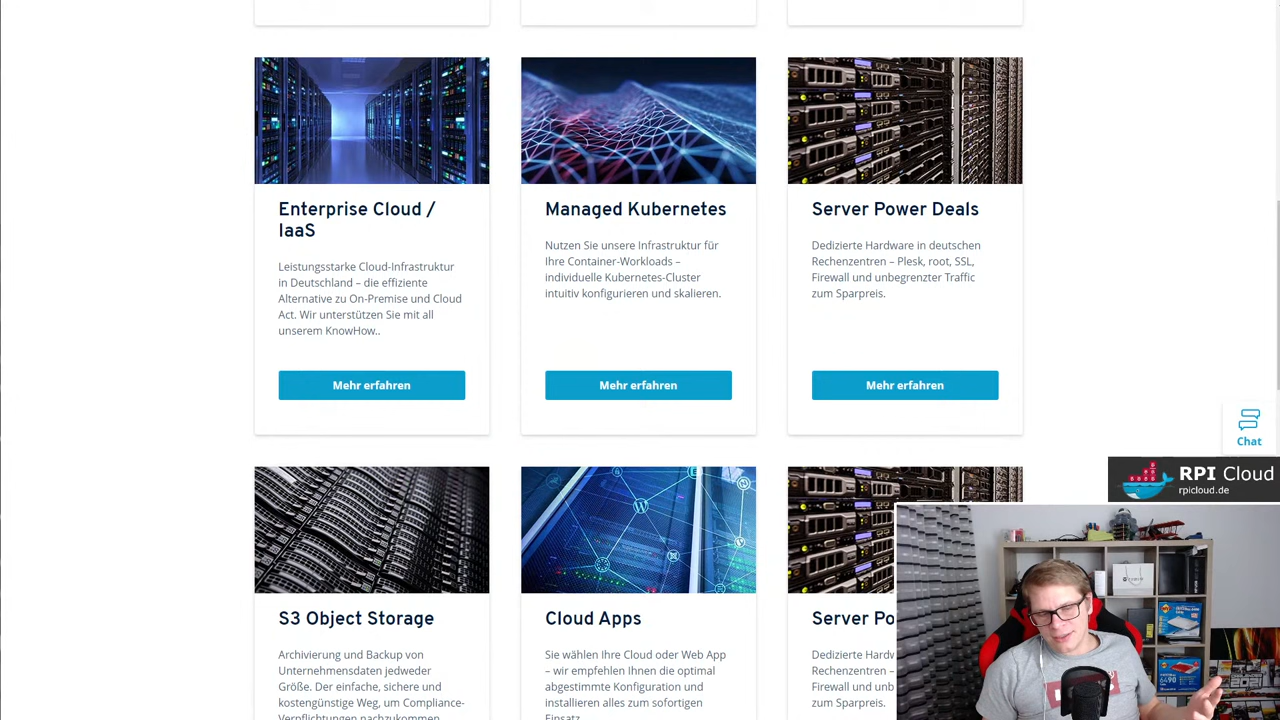 Enterprise Cloud /
IaaS
Leistungsstarke Cloud-Infrastruktur
in Deutschland – die effiziente
Alternative zu On-Premise und Cloud
Act. Wir unterstützen Sie mit all
unserem KnowHow..
Mehr erfahren
Managed Kubernetes
Nutzen Sie unsere Infrastruktur für
Ihre Container-Workloads –
individuelle Kubernetes-Cluster
intuitiv konfigurieren und skalieren.
Mehr erfahren
Server Power Deals
Dedizierte Hardware in deutschen
Rechenzentren – Plesk, root, SSL,
Firewall und unbegrenzter Traffic
zum Sparpreis.
Mehr erfahren
Chat
RPI Cloud
rpicloud.de
S3 Object Storage
Archivierung und Backup von
Unternehmensdaten jedweder
Größe. Der einfache, sichere und
kostengünstige Weg, um Compliance-
Verpflichtungen nachzukommen
Cloud Apps
Sie wählen Ihre Cloud oder Web App
– wir empfehlen Ihnen die optimal
abgestimmte Konfiguration und
installieren alles zum sofortigen
Einsatz.
Server Po
Dedizierte Hardw
Rechenzentren –
Firewall und unb
zum Sparpreis.